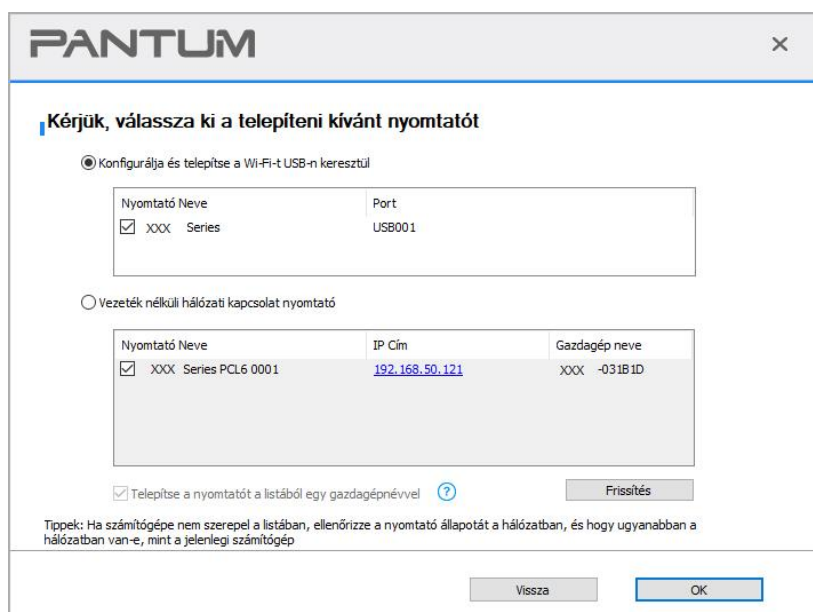 PANTUM
Kérjük, válassza ki a telepíteni kívánt nyomtatót
Konfigurálja és telepítse a Wi-Fi-t USB-n keresztül
Nyomtató Neve Port
XXX Series USB001
Vezeték nélküli hálózati kapcsolat nyomtató
Nyomtató Neve IP Cím Gazdagép neve
XXX Series PCL6 0001 192.168.50.121 XXX -031B1D
Telepítse a nyomtatót a listából egy gazdagépnévvel ?
Frissítés
Tippek: Ha számítógépe nem szerepel a listában, ellenőrizze a nyomtató állapotát a hálózatban, és hogy ugyanabban a
hálózatban van-e, mint a jelenlegi számítógép
Vissza OK